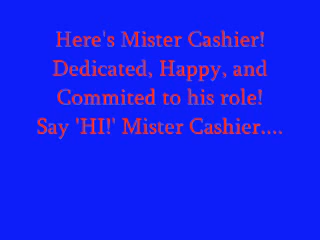 Here's Mister Cashier!
Dedicated, Happy, and
Commited to his role!
Say 'HI!' Mister Cashier....